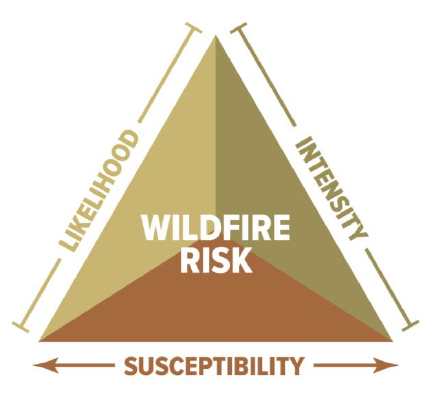 LIKELIHOOD
INTENSITY
WILDFIRE
RISK
SUSCEPTIBILITY